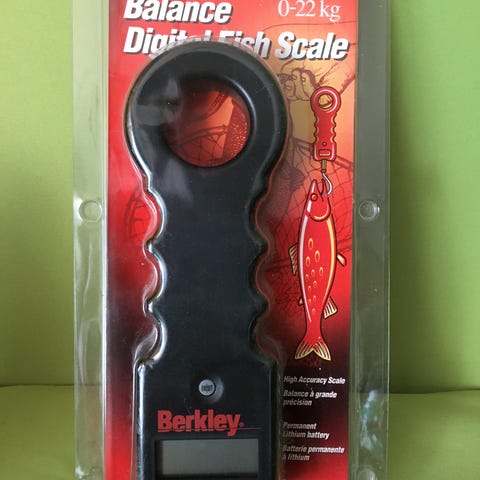 Balance
0-22 kg
Digital Fish Scale
High Accuracy Scale
Balance à grande
précision
Permanent
Lithium battery
Batterie permanente
à lithium
Berkley®